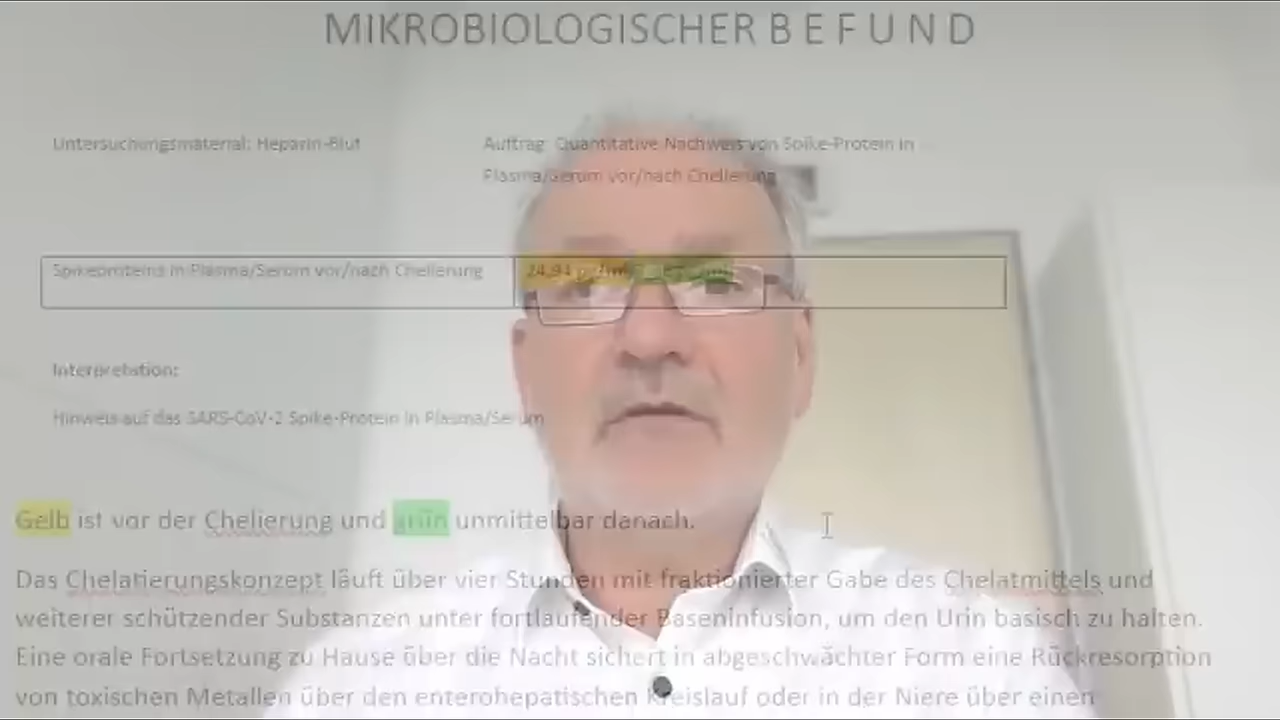 MIKROBIOLOGISCHER B E F U N D
Untersuchungsmaterial: Heparin-Blut
Auftrag: Quantitative Nachweis von Spike-Protein in
Plasma/Serum vor/nach Chelierung
Spikeproteins in Plasma/Serum vor/nach Chelierung 24,94
Interpretation:
Hinweis auf das SARS-CoV-2 Spike-Protein in Plasma/Serum
Gelb ist vor der Chelierung und grün unmittelbar danach.
Das Chelatierungskonzept läuft über vier Stunden mit fraktionierter Gabe des Chelatmittels und
weiterer schützender Substanzen unter fortlaufender Baseninfusion, um den Urin basisch zu halten.
Eine orale Fortsetzung zu Hause über die Nacht sichert in abgeschwächter Form eine Rückresorption
von toxischen Metallen über den enterohepatischen Kreislauf oder in der Niere über einen